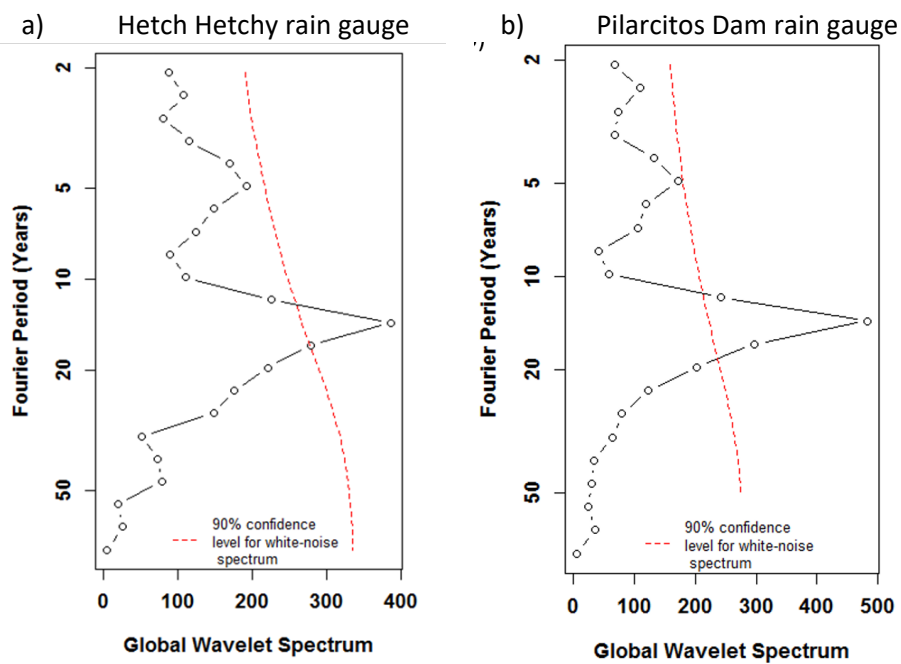 a) Hetch Hetchy rain gauge
2
5
10
20
50
Fourier Period (Years)
90% confidence
level for white-noise
spectrum
0 100 200 300 400
Global Wavelet Spectrum
b) Pilarcitos Dam rain gauge
2
5
10
20
50
Fourier Period (Years)
90% confidence
level for white-noise
spectrum
0 100 200 300 400 500
Global Wavelet Spectrum